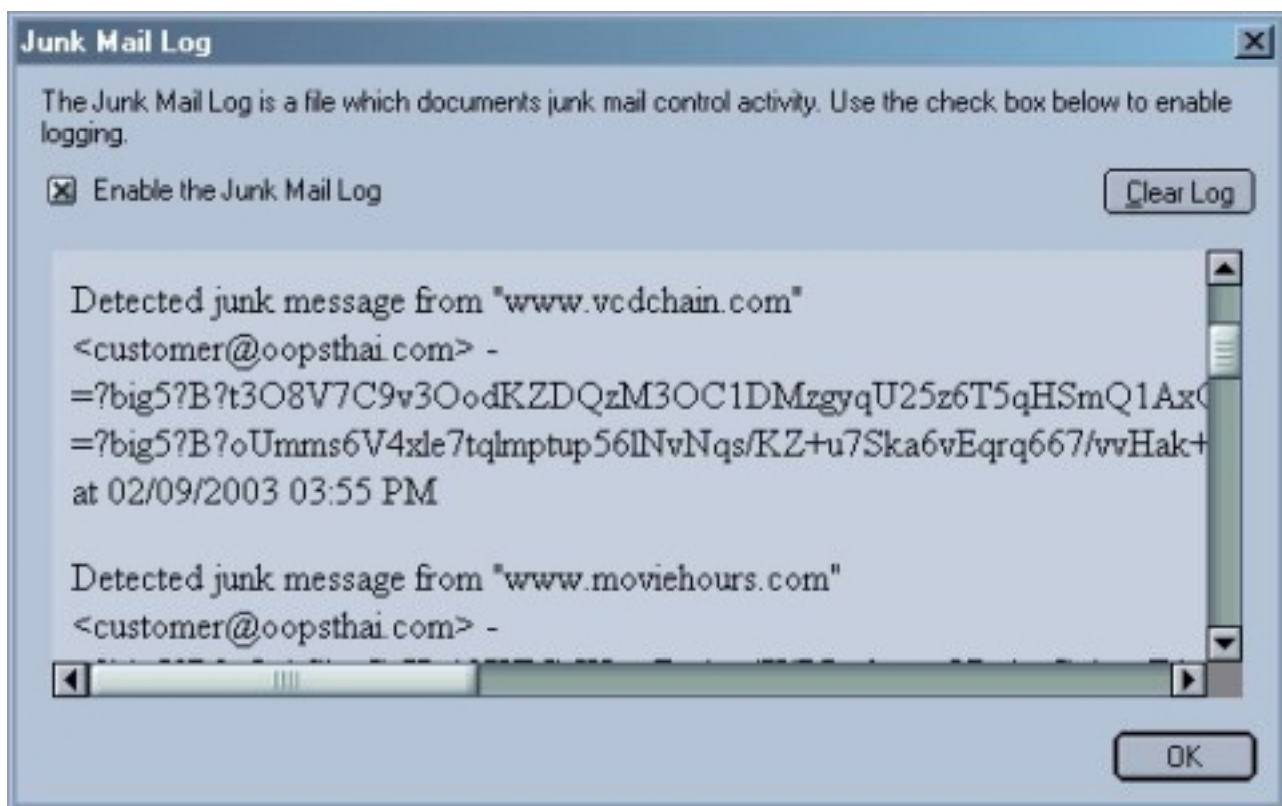 Junk Mail Log
The Junk Mail Log is a file which documents junk mail control activity. Use the check box below to enable
logging.
Enable the Junk Mail Log
Clear Log
Detected junk message from "www.vcdchain.com"
<customer@oopsthai.com> -
=?big5?B?t3O8V7C9v3OodKZDQzM3OC1DMzgyqU25z6T5qHSmQ1Ax
=?big5?B?oUmms6V4xle7tqlmptup56lNvNqs/KZ+u7Ska6vEqrq667/vvHak+
at 02/09/2003 03:55 PM
Detected junk message from "www.moviehours.com"
<customer@oopsthai.com> -
OK